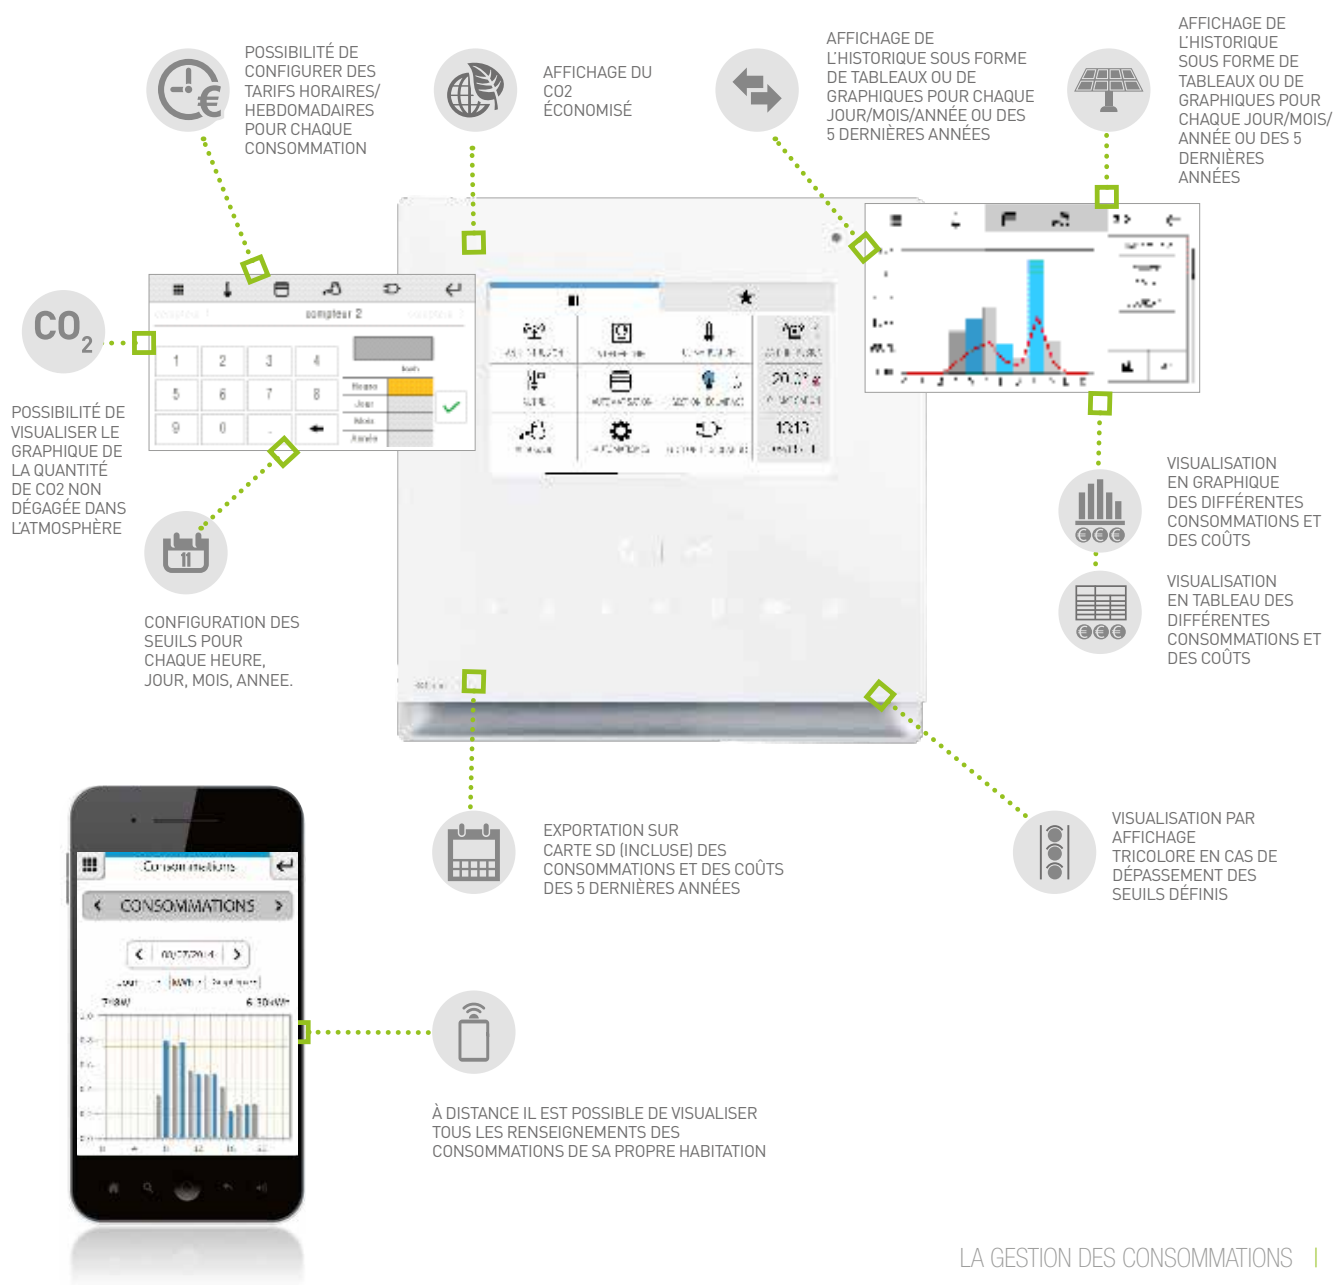 POSSIBILITÉ DE
CONFIGURER DES
TARIFS HORAIRES/
HEBDOMADAIRES
POUR CHAQUE
CONSOMMATION
AFFICHAGE DU
CO2
ÉCONOMISÉ
AFFICHAGE DE
L'HISTORIQUE SOUS FORME
DE TABLEAUX OU DE
GRAPHIQUES POUR CHAQUE
JOUR/MOIS/ANNÉE OU DES
5 DERNIÈRES ANNÉES
AFFICHAGE DE
L'HISTORIQUE
SOUS FORME DE
TABLEAUX OU DE
GRAPHIQUES POUR
CHAQUE JOUR/MOIS/
ANNÉE OU DES 5
DERNIÈRES
ANNÉES
CO2
POSSIBILITÉ DE
VISUALISER LE
GRAPHIQUE DE
LA QUANTITÉ
DE CO2 NON
DÉGAGÉE DANS
L'ATMOSPHÈRE
compteur 2
1 2 3 4
5 6 7 8
9 0 .
Heure
Jour
Mois
Année
11
CONFIGURATION DES
SEUILS POUR
CHAQUE HEURE,
JOUR, MOIS, ANNEE.
VISUALISATION
EN GRAPHIQUE
DES DIFFÉRENTES
CONSOMMATIONS ET
DES COÛTS
VISUALISATION
EN TABLEAU DES
DIFFÉRENTES
CONSOMMATIONS ET
DES COÛTS
EXPORTATION SUR
CARTE SD (INCLUSE) DES
CONSOMMATIONS ET DES COÛTS
DES 5 DERNIÈRES ANNÉES
VISUALISATION PAR
AFFICHAGE
TRICOLORE EN CAS DE
DÉPASSEMENT DES
SEUILS DÉFINIS
Consommations
CONSOMMATIONS
À DISTANCE IL EST POSSIBLE DE VISUALISER
TOUS LES RENSEIGNEMENTS DES
CONSOMMATIONS DE SA PROPRE HABITATION
LA GESTION DES CONSOMMATIONS |